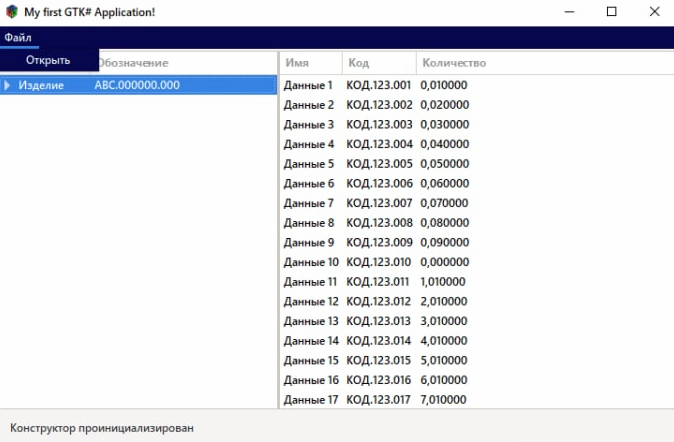 My first GTK# Application!
Файл
Открыть
Обозначение
Имя Код Количество
Изделие АВС.000000.000
Данные 1 КОД.123.001 0,010000
Данные 2 КОД.123.002 0,020000
Данные 3 КОД.123.003 0,030000
Данные 4 КОД.123.004 0,040000
Данные 5 КОД.123.005 0,050000
Данные 6 КОД.123.006 0,060000
Данные 7 КОД.123.007 0,070000
Данные 8 КОД.123.008 0,080000
Данные 9 КОД.123.009 0,090000
Данные 10 КОД.123.010 0,000000
Данные 11 КОД.123.011 1,010000
Данные 12 КОД.123.012 2,010000
Данные 13 КОД.123.013 3,010000
Данные 14 КОД.123.014 4,010000
Данные 15 КОД.123.015 5,010000
Данные 16 КОД.123.016 6,010000
Данные 17 КОД.123.017 7,010000
Конструктор проинициализирован